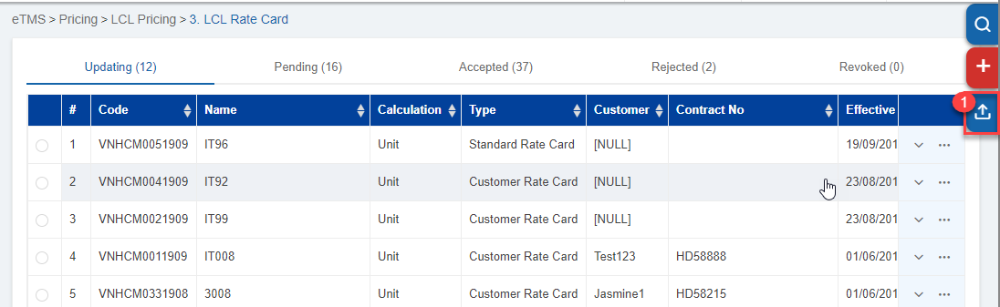 eTMS > Pricing > LCL Pricing > 3. LCL Rate Card
Updating (12) Pending (16) Accepted (37) Rejected (2) Revoked (0)
1
# Code Name Calculation Type Customer Contract No Effective
1 VNHCM0051909 IT96 Unit Standard Rate Card [NULL] 19/09/201
2 VNHCM0041909 IT92 Unit Customer Rate Card [NULL] 23/08/201
3 VNHCM0021909 IT99 Unit Customer Rate Card [NULL] 23/08/201
4 VNHCM0011909 IT008 Unit Customer Rate Card Test123 HD58888 01/06/201
5 VNHCM0331908 3008 Unit Customer Rate Card Jasmine1 HD58215 01/06/201